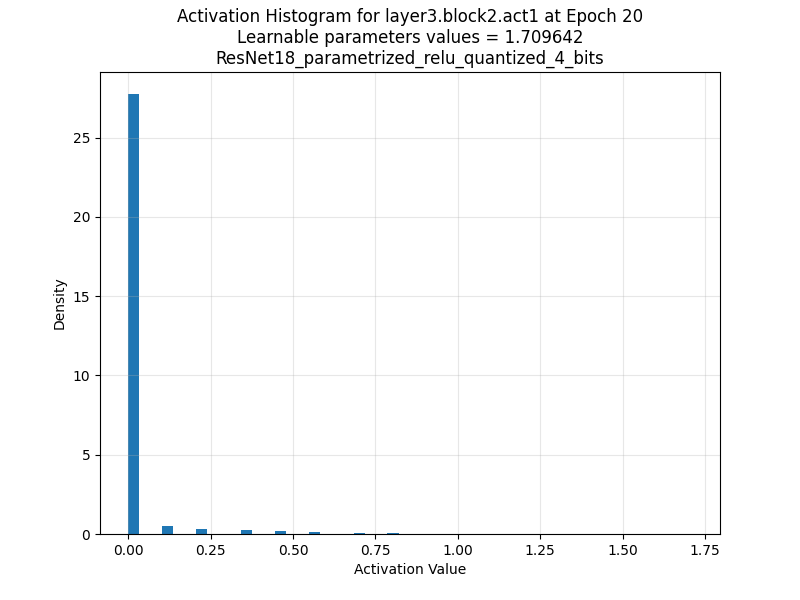 Activation Histogram for layer3.block2.act1 at Epoch 20
Learnable parameters values = 1.709642
ResNet18_parametrized_relu_quantized_4_bits
25
20
15
10
5
0
Density
0.00 0.25 0.50 0.75 1.00 1.25 1.50 1.75
Activation Value